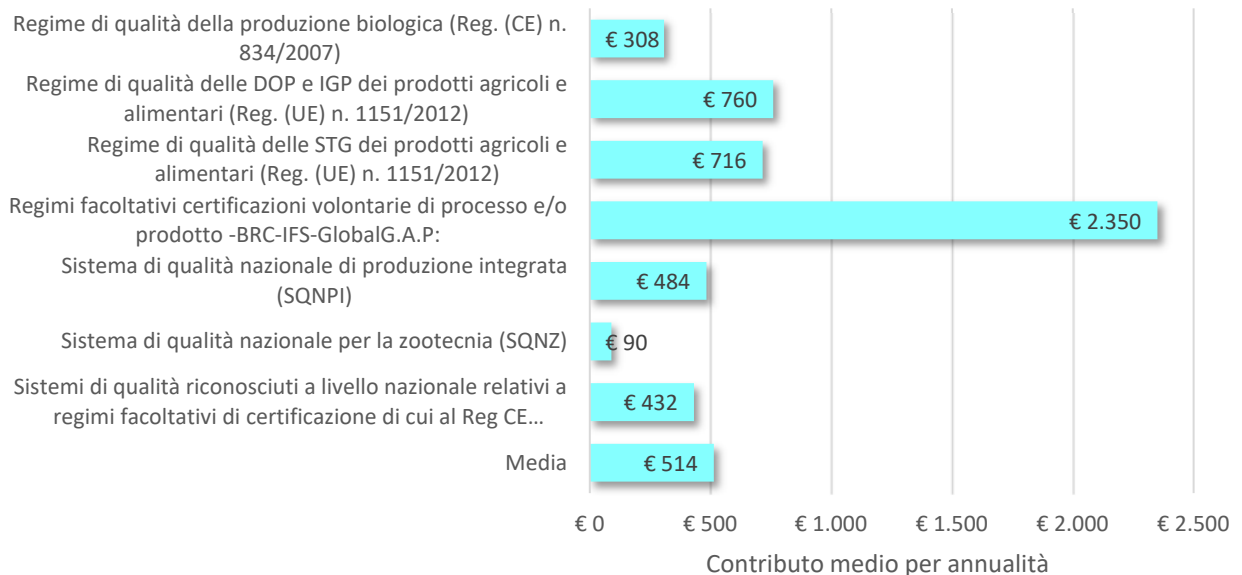 Regime di qualità della produzione biologica (Reg. (CE) n.
834/2007)
€ 308
Regime di qualità delle DOP e IGP dei prodotti agricoli e
alimentari (Reg. (UE) n. 1151/2012)
€ 760
Regime di qualità delle STG dei prodotti agricoli e
alimentari (Reg. (UE) n. 1151/2012)
€ 716
Regimi facoltativi certificazioni volontarie di processo e/o
prodotto -BRC-IFS-GlobalG.A.P:
€ 2.350
Sistema di qualità nazionale di produzione integrata
(SQNPI)
€ 484
Sistema di qualità nazionale per la zootecnia (SQNZ)
€ 90
Sistemi di qualità riconosciuti a livello nazionale relativi a
regimi facoltativi di certificazione di cui al Reg CE...
€ 432
Media
€ 514
€ 0
€ 500
€ 1.000
€ 1.500
€ 2.000
€ 2.500
Contributo medio per annualità